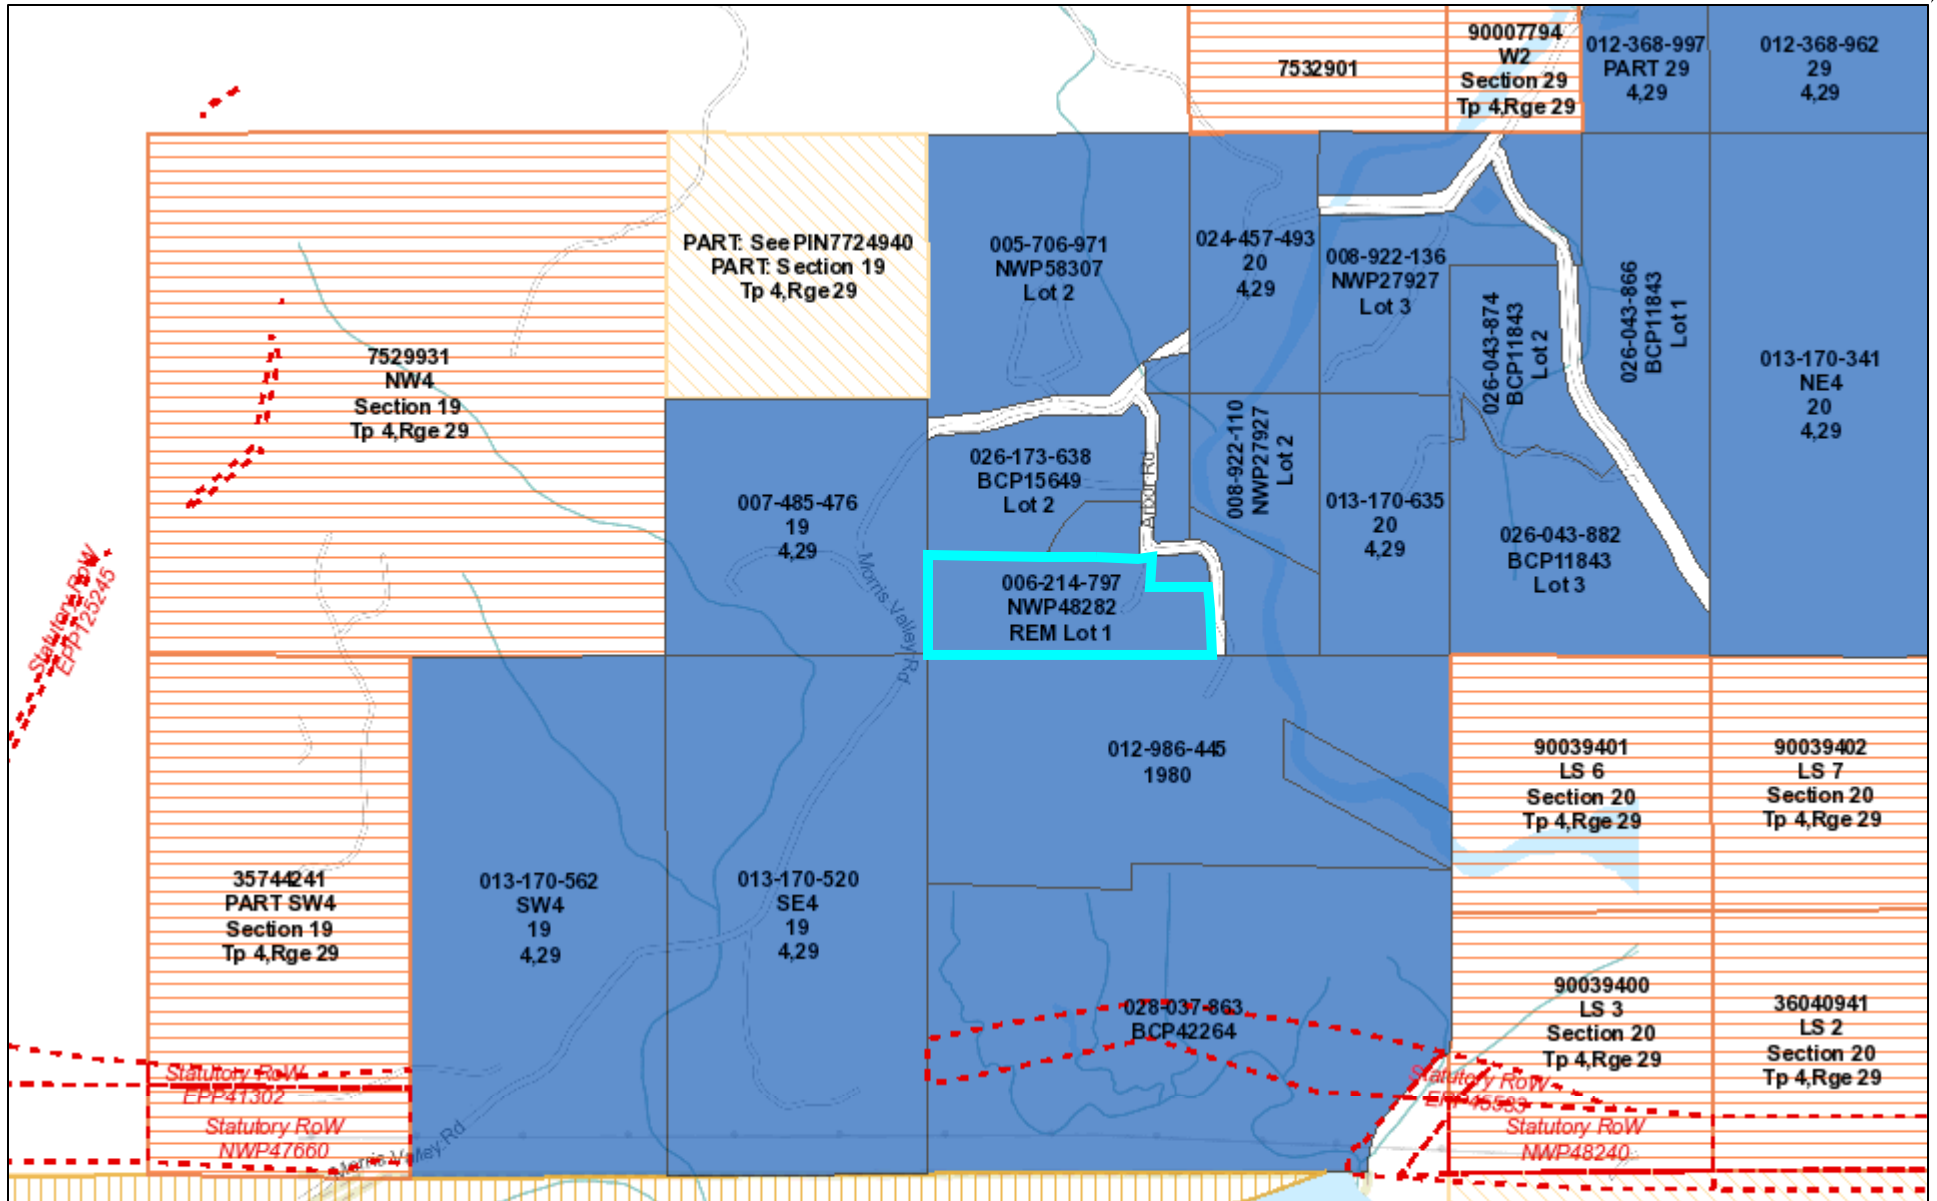 7532901
90007794
W2
Section 29
Tp 4,Rge 29
012-368-997
PART 29
4,29
012-368-962
29
4,29
PART: See PIN7724940
PART: Section 19
Tp 4,Rge 29
005-706-971
NWP58307
Lot 2
024-457-493
20
4,29
008-922-136
NWP27927
Lot 3
026-043-874
BCP11843
Lot 2
026-043-866
BCP11843
Lot 1
013-170-341
NE4
20
4,29
7529931
NW4
Section 19
Tp 4,Rge 29
007-485-476
19
4,29
026-173-638
BCP15649
Lot 2
Arbour Rd
008-922-110
NWP27927
Lot 2
013-170-635
20
4,29
026-043-882
BCP11843
Lot 3
Statutory RoW
EPP125245
Morris Valley Rd
006-214-797
NWP48282
REM Lot 1
012-986-445
1980
90039401
LS 6
Section 20
Tp 4,Rge 29
90039402
LS 7
Section 20
Tp 4,Rge 29
35744241
PART SW4
Section 19
Tp 4,Rge 29
013-170-562
SW4
19
4,29
013-170-520
SE4
19
4,29
028-037-863
BCP42264
90039400
LS 3
Section 20
Tp 4,Rge 29
36040941
LS 2
Section 20
Tp 4,Rge 29
Statutory RoW
EPP41302
Statutory RoW
NWP47660
Morris Valley Rd
Statutory RoW
EPP45533
Statutory RoW
NWP48240